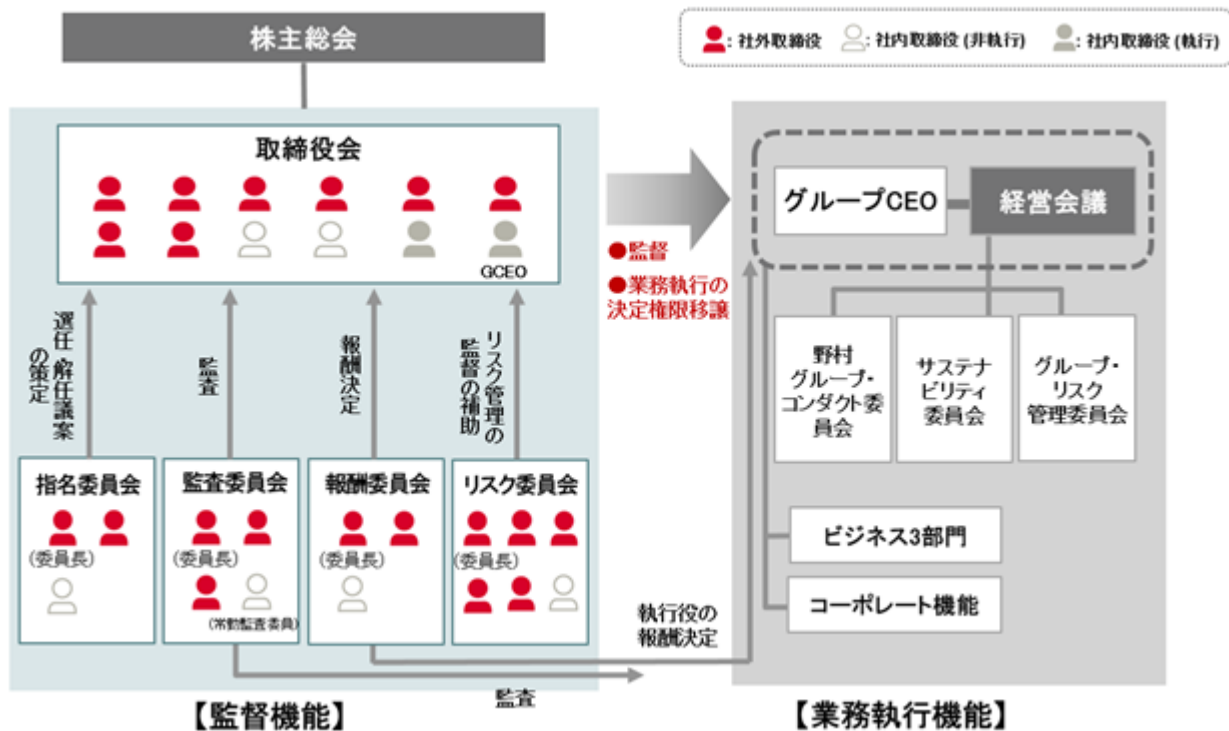 株主総会
: 社外取締役
: 社内取締役 (非執行)
: 社内取締役 (執行)
取締役会
GCEO
●監督
●業務執行の
決定権限移譲
グループCEO
経営会議
選任・解任議案
の策定
監査
報酬決定
リスク管理の
監督の補助
野村
グループ・
コンダクト委
員会
サステナ
ビリティ
委員会
グループ・
リスク
管理委員会
指名委員会
(委員長)
監査委員会
(委員長)
(常勤監査委員)
報酬委員会
(委員長)
リスク委員会
(委員長)
ビジネス3部門
コーポレート機能
執行役の
報酬決定
監査
【監督機能】
【業務執行機能】